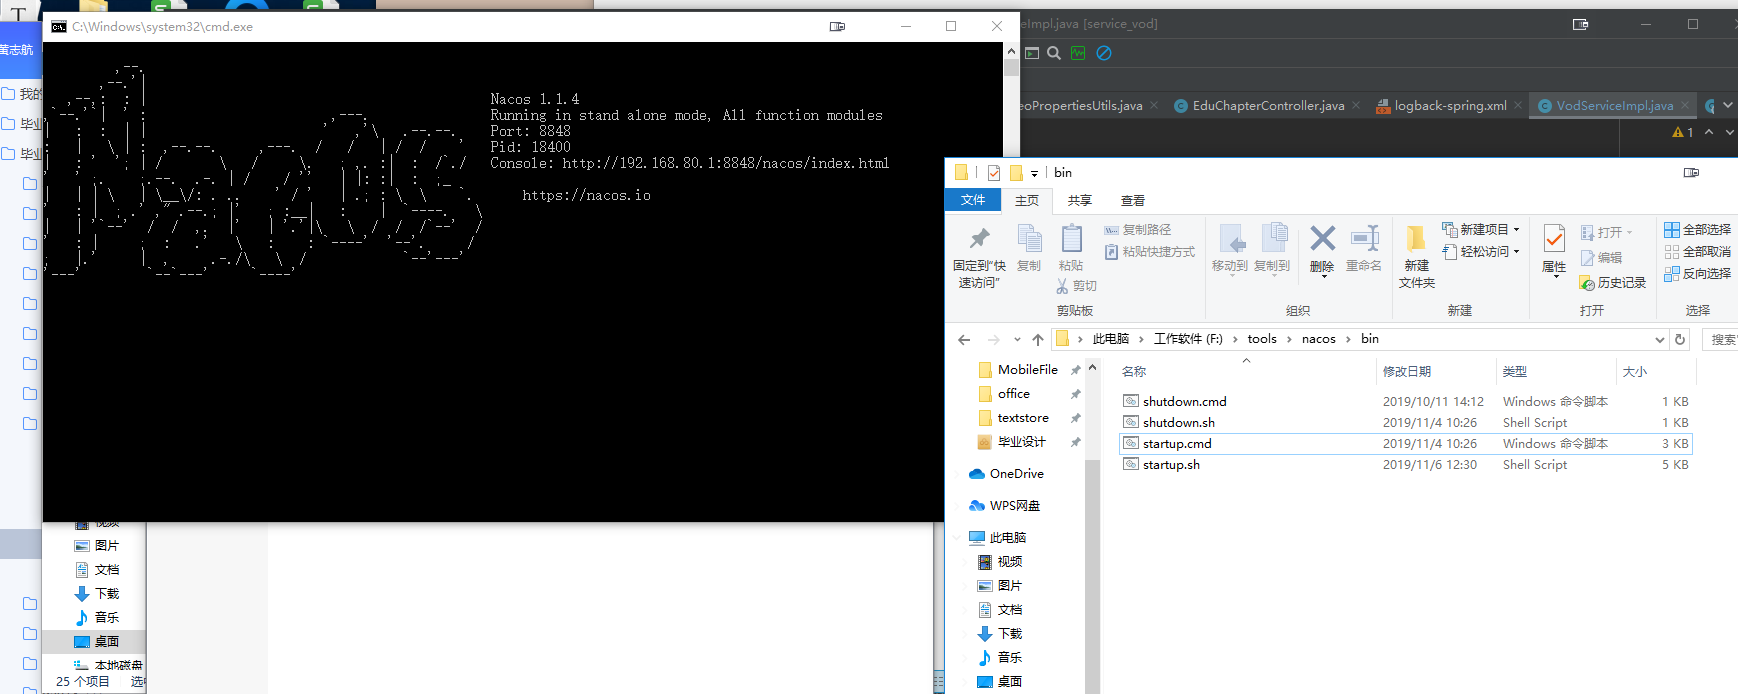 T
黄志航
我的
毕业
毕业
C:\Windows\system32\cmd.exe
Nacos 1.1.4
Running in stand alone mode, All function modules
Port: 8848
Pid: 18400
Console: http://192.168.80.1:8848/nacos/index.html
https://nacos.io
视频
图片
文档
下载
音乐
桌面
本地磁盘
25 个项目 选中
eImpl.java [service_vod]
eoPropertiesUtils.java
EduChapterController.java
logback-spring.xml
VodServiceImpl.java
1
bin
文件
主页
共享
查看
固定到"快速访问"
复制
粘贴
复制路径
粘贴快捷方式
剪切
剪贴板
移动到
复制到
删除
重命名
组织
新建文件夹
新建项目
轻松访问
新建
属性
打开
编辑
历史记录
打开
全部选择
全部取消
反向选择
选择
此电脑 > 工作软件 (F:) > tools > nacos > bin
搜索
MobileFile
office
textstore
毕业设计
OneDrive
WPS网盘
此电脑
视频
图片
文档
下载
音乐
桌面
名称 修改日期 类型 大小
shutdown.cmd 2019/10/11 14:12 Windows 命令脚本 1 KB
shutdown.sh 2019/11/4 10:26 Shell Script 1 KB
startup.cmd 2019/11/4 10:26 Windows 命令脚本 3 KB
startup.sh 2019/11/6 12:30 Shell Script 5 KB